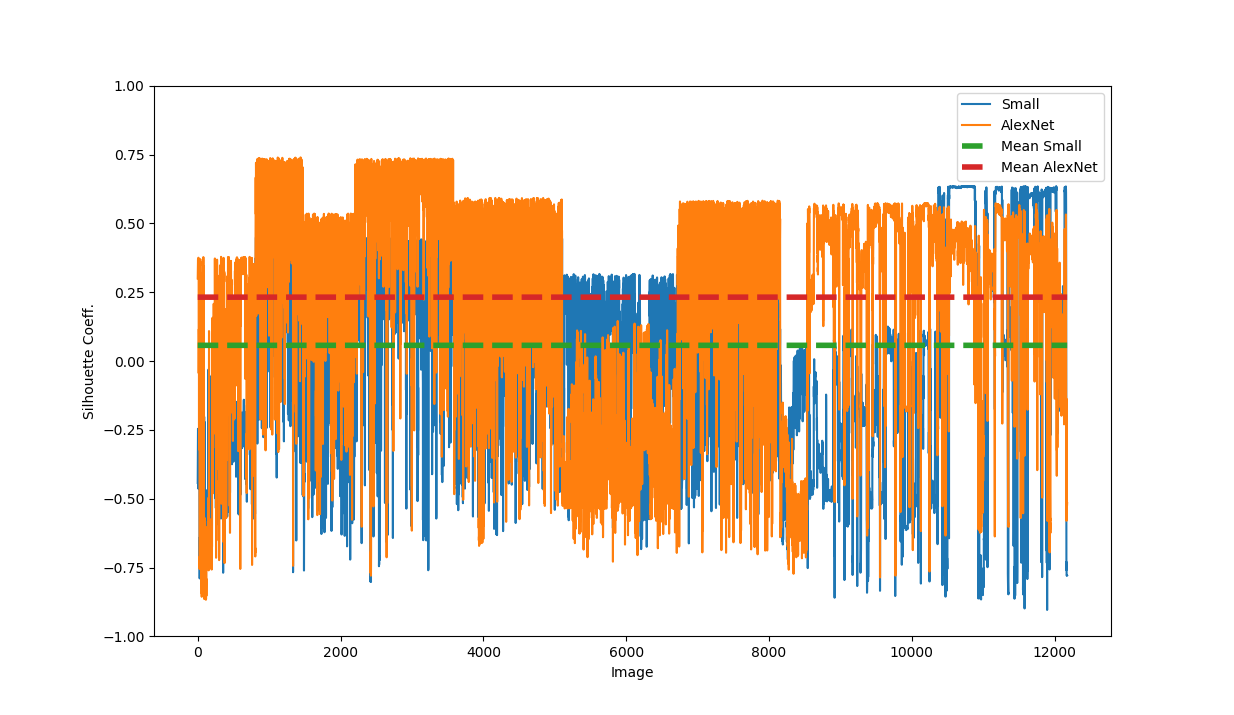 1.00
0.75
0.50
0.25
0.00
−0.25
−0.50
−0.75
−1.00
Silhouette Coeff.
Small
AlexNet
Mean Small
Mean AlexNet
0 2000 4000 6000 8000 10000 12000
Image